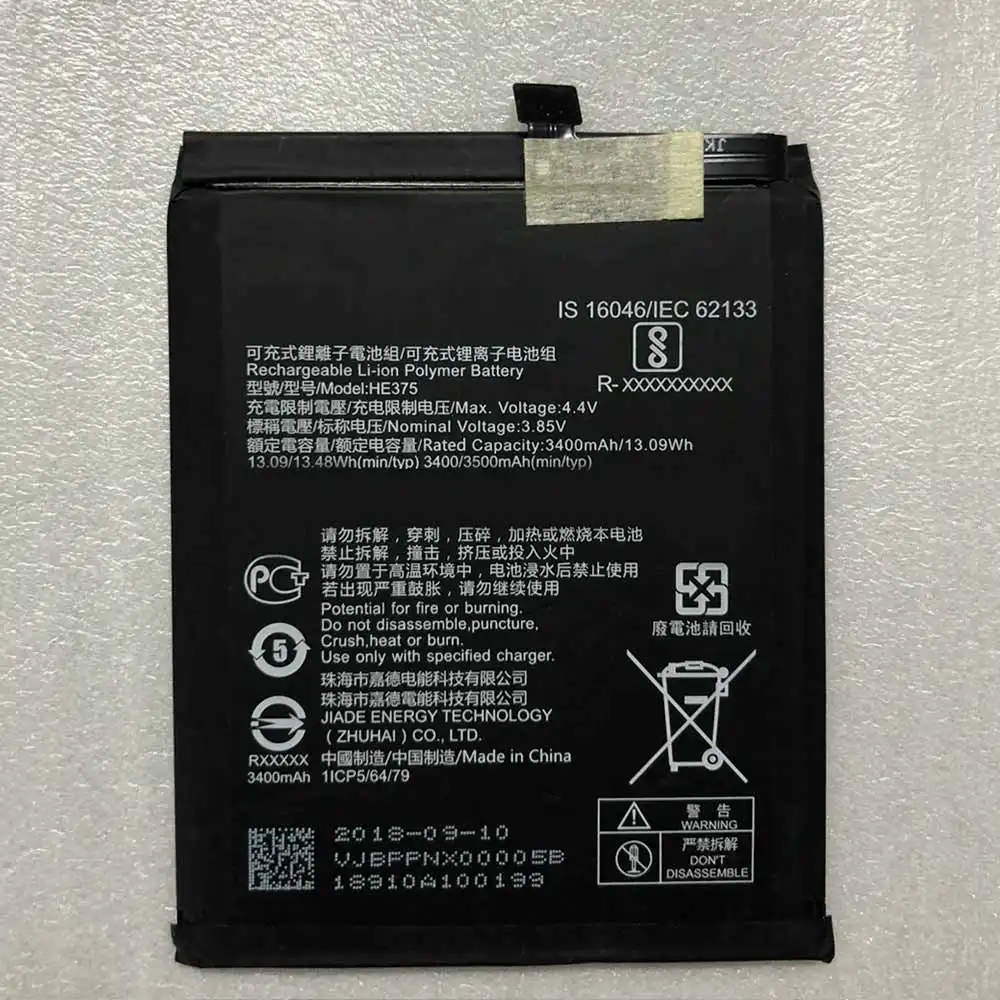 IS 16046/IEC 62133
R-XXXXXXXXXX
可充式鋰離子電池組/可充式锂离子电池组
Rechargeable Li-ion Polymer Battery
型號/型号/Model:HE375
充電限制電壓/充电限制电压/Max. Voltage:4.4V
標稱電壓/标称电压/Nominal Voltage:3.85V
額定電容量/额定电容量/Rated Capacity:3400mAh/13.09Wh
13.09/13.48Wh(min/typ) 3400/3500mAh(min/typ)
请勿拆解，穿刺，压碎，加热或燃烧本电池
禁止拆解，撞击，挤压或投入火中
请勿置于高温环境中，电池浸水后禁止使用
若出现严重鼓胀，请勿继续使用
Potential for fire or burning.
Do not disassemble,puncture,
Crush,heat or burn.
Use only with specified charger.
珠海市嘉德电能科技有限公司
珠海市嘉德電能科技有限公司
JIADE ENERGY TECHNOLOGY
(ZHUHAI) CO., LTD.
中國制造/中国制造/Made in China
1ICP5/64/79
PCT
5
RXXXXX
3400mAh
廢電池請回收
警告
WARNING
严禁拆解
DON'T
DISASSEMBLE
2018-09-10
VJBPPNX00005B
18910A100199